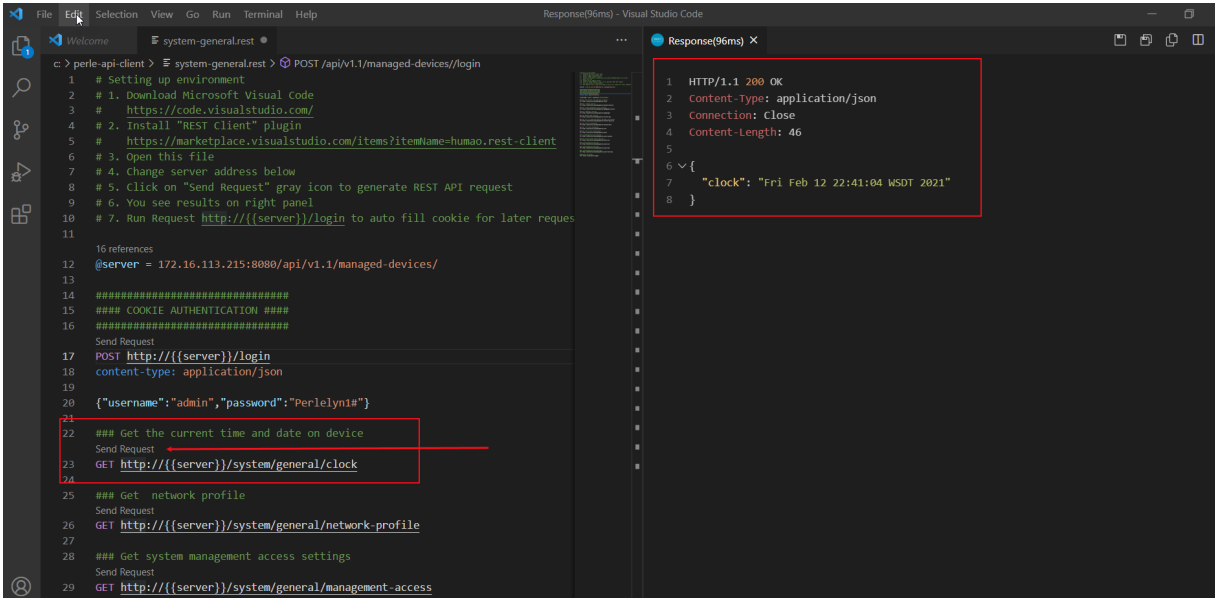 File Edit Selection View Go Run Terminal Help
Response(96ms) - Visual Studio Code
1
Welcome
system-general.rest
c: > perle-api-client > system-general.rest > POST /api/v1.1/managed-devices//login
1 # Setting up environment
2 # 1. Download Microsoft Visual Code
3 # https://code.visualstudio.com/
4 # 2. Install "REST Client" plugin
5 # https://marketplace.visualstudio.com/items?itemName=humao.rest-client
6 # 3. Open this file
7 # 4. Change server address below
8 # 5. Click on "Send Request" gray icon to generate REST API request
9 # 6. You see results on right panel
10 # 7. Run Request http://{{server}}/login to auto fill cookie for later reques
11
16 references
12 @server = 172.16.113.215:8080/api/v1.1/managed-devices/
13
14 ###############################
15 #### COOKIE AUTHENTICATION ####
16 ###############################
Send Request
17 POST http://{{server}}/login
18 content-type: application/json
19
20 {"username":"admin","password":"Perlelyn1#"}
21
22 ### Get the current time and date on device
Send Request
23 GET http://{{server}}/system/general/clock
24
25 ### Get  network profile
Send Request
26 GET http://{{server}}/system/general/network-profile
27
28 ### Get system management access settings
Send Request
29 GET http://{{server}}/system/general/management-access
Response(96ms)
1 HTTP/1.1 200 OK
2 Content-Type: application/json
3 Connection: Close
4 Content-Length: 46
5
6 {
7 "clock": "Fri Feb 12 22:41:04 WSDT 2021"
8 }